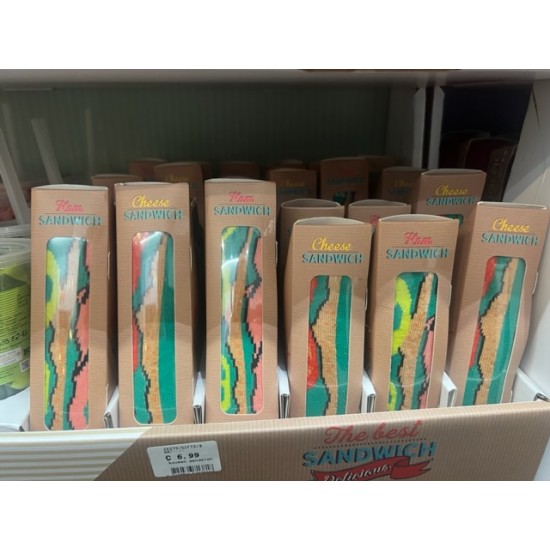 Ham
SANDWICH
Cheese
SANDWICH
Ham
SANDWICH
Cheese
SANDWICH
Ham
SANDWICH
Cheese
SANDWICH
Cheese
SANDWICH
€ 6,99
The best
SANDWICH
Delicious